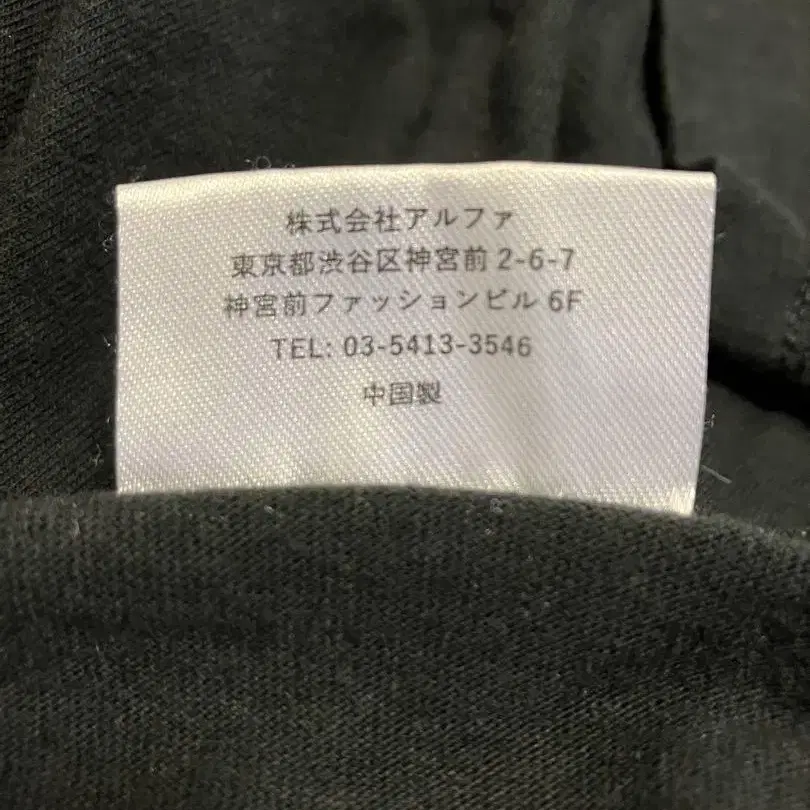 株式会社アルファ
東京都渋谷区神宮前 2-6-7
神宮前ファッションビル 6F
TEL: 03-5413-3546
中国製